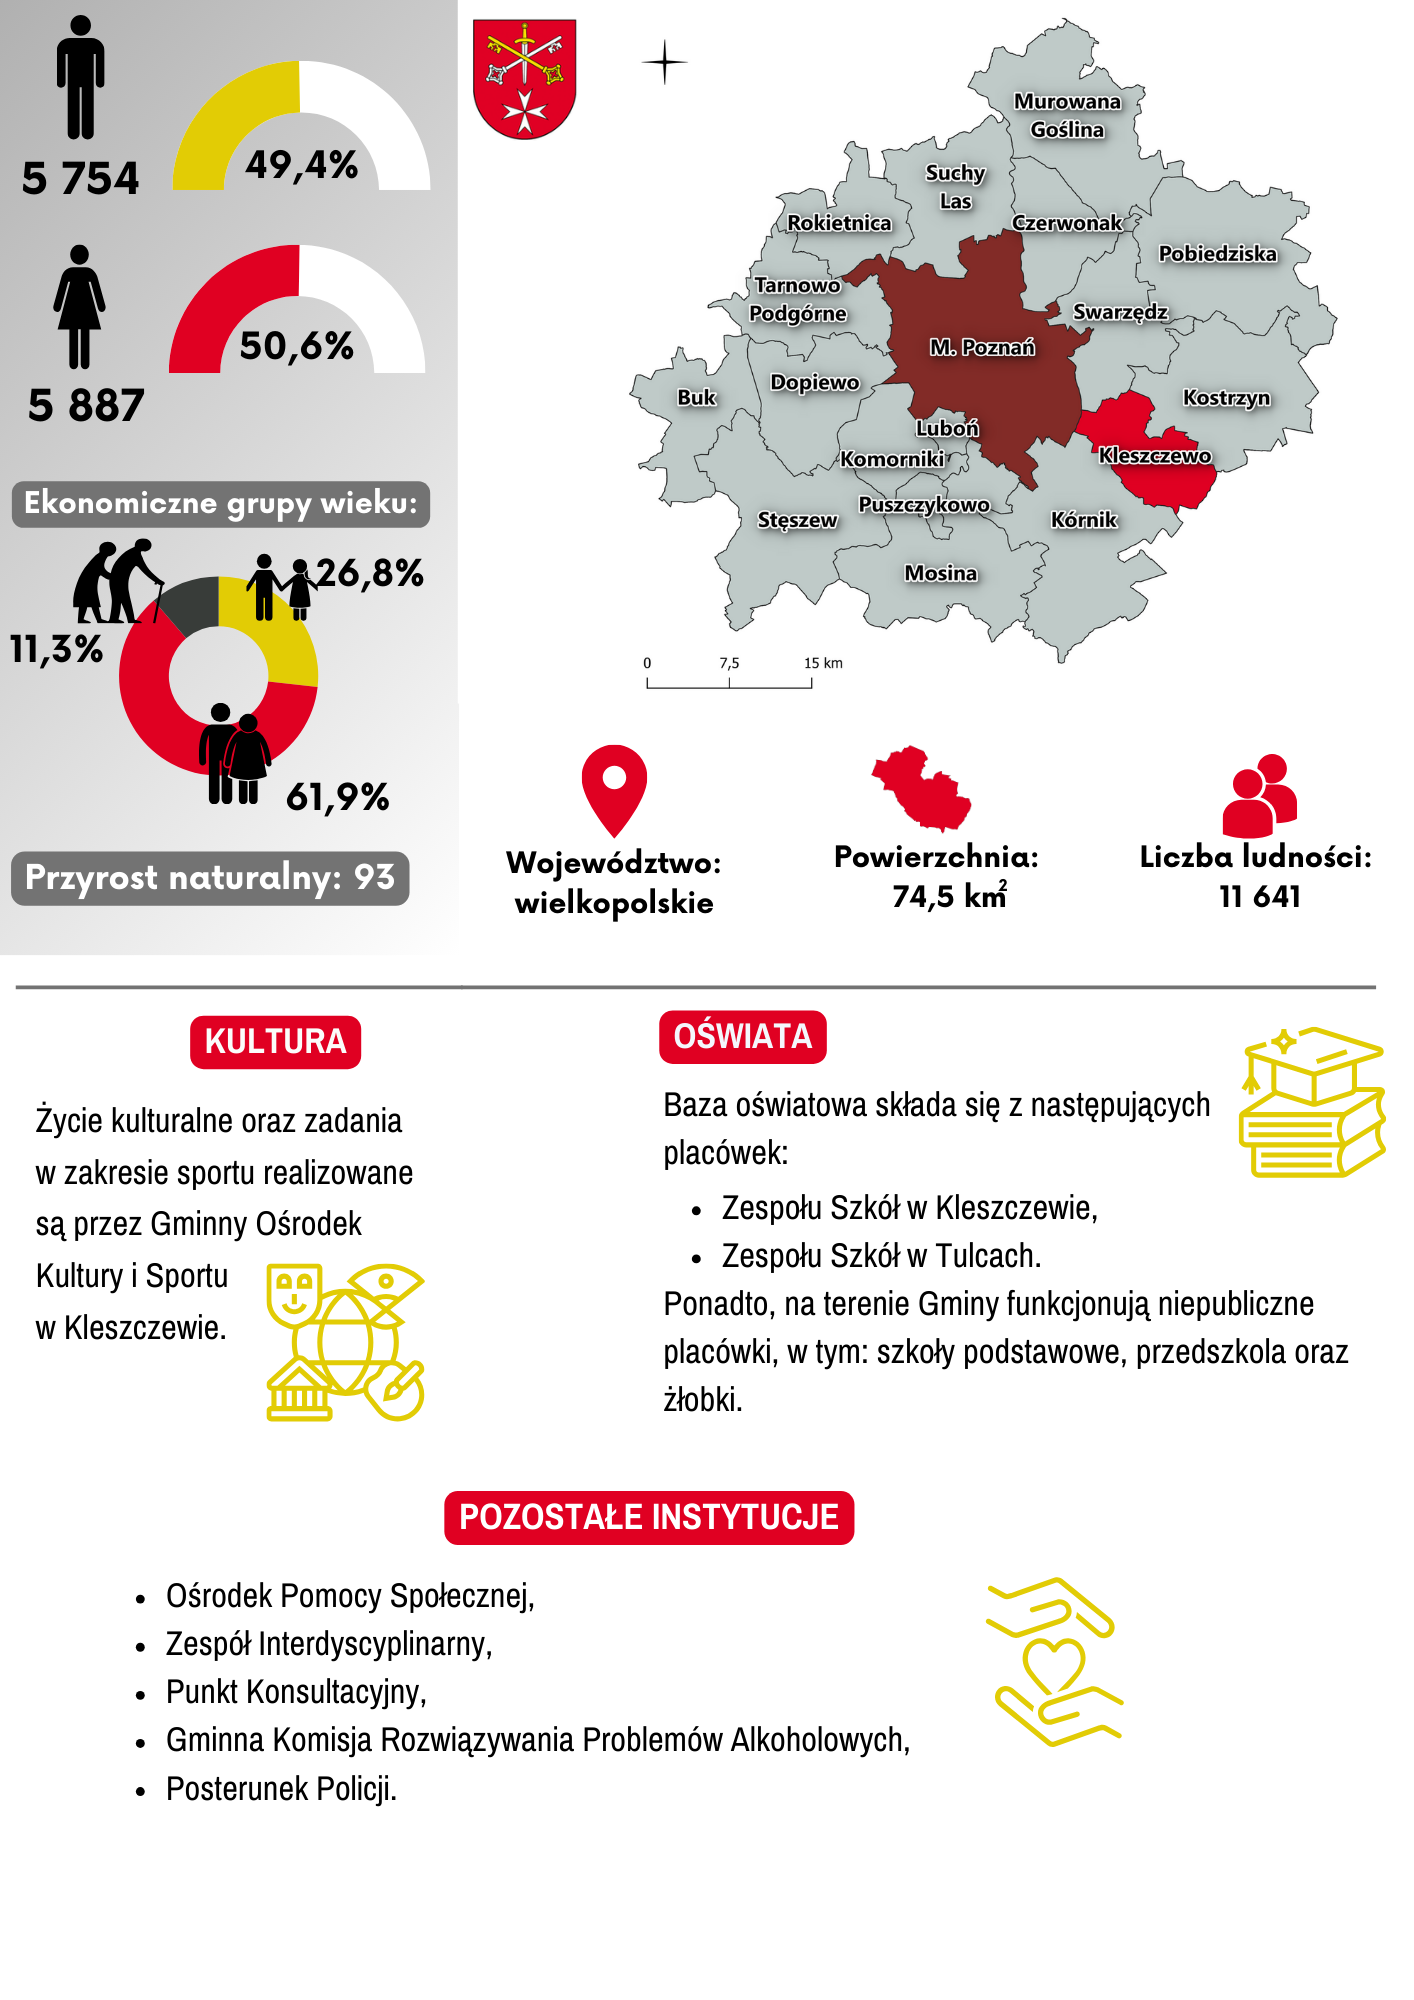 5 754
49,4%
5 887
50,6%
Ekonomiczne grupy wieku:
26,8%
11,3%
61,9%
Przyrost naturalny: 93
Murowana
Goślina
Suchy
Las
Rokietnica
Czerwonak
Pobiedziska
Tarnowo
Podgórne
Swarzędz
M. Poznań
Dopiewo
Buk
Kostrzyn
Luboń
Komorniki
Kleszczewo
Puszczykowo
Stęszew
Kórnik
Mosina
0 7,5 15 km
Województwo:
wielkopolskie
Powierzchnia:
74,5 km²
Liczba ludności:
11 641
KULTURA
Życie kulturalne oraz zadania
w zakresie sportu realizowane
są przez Gminny Ośrodek
Kultury i Sportu
w Kleszczewie.
OŚWIATA
Baza oświatowa składa się z następujących
placówek:
• Zespołu Szkół w Kleszczewie,
• Zespołu Szkół w Tulcach.
Ponadto, na terenie Gminy funkcjonują niepubliczne
placówki, w tym: szkoły podstawowe, przedszkola oraz
żłobki.
POZOSTAŁE INSTYTUCJE
• Ośrodek Pomocy Społecznej,
• Zespół Interdyscyplinarny,
• Punkt Konsultacyjny,
• Gminna Komisja Rozwiązywania Problemów Alkoholowych,
• Posterunek Policji.